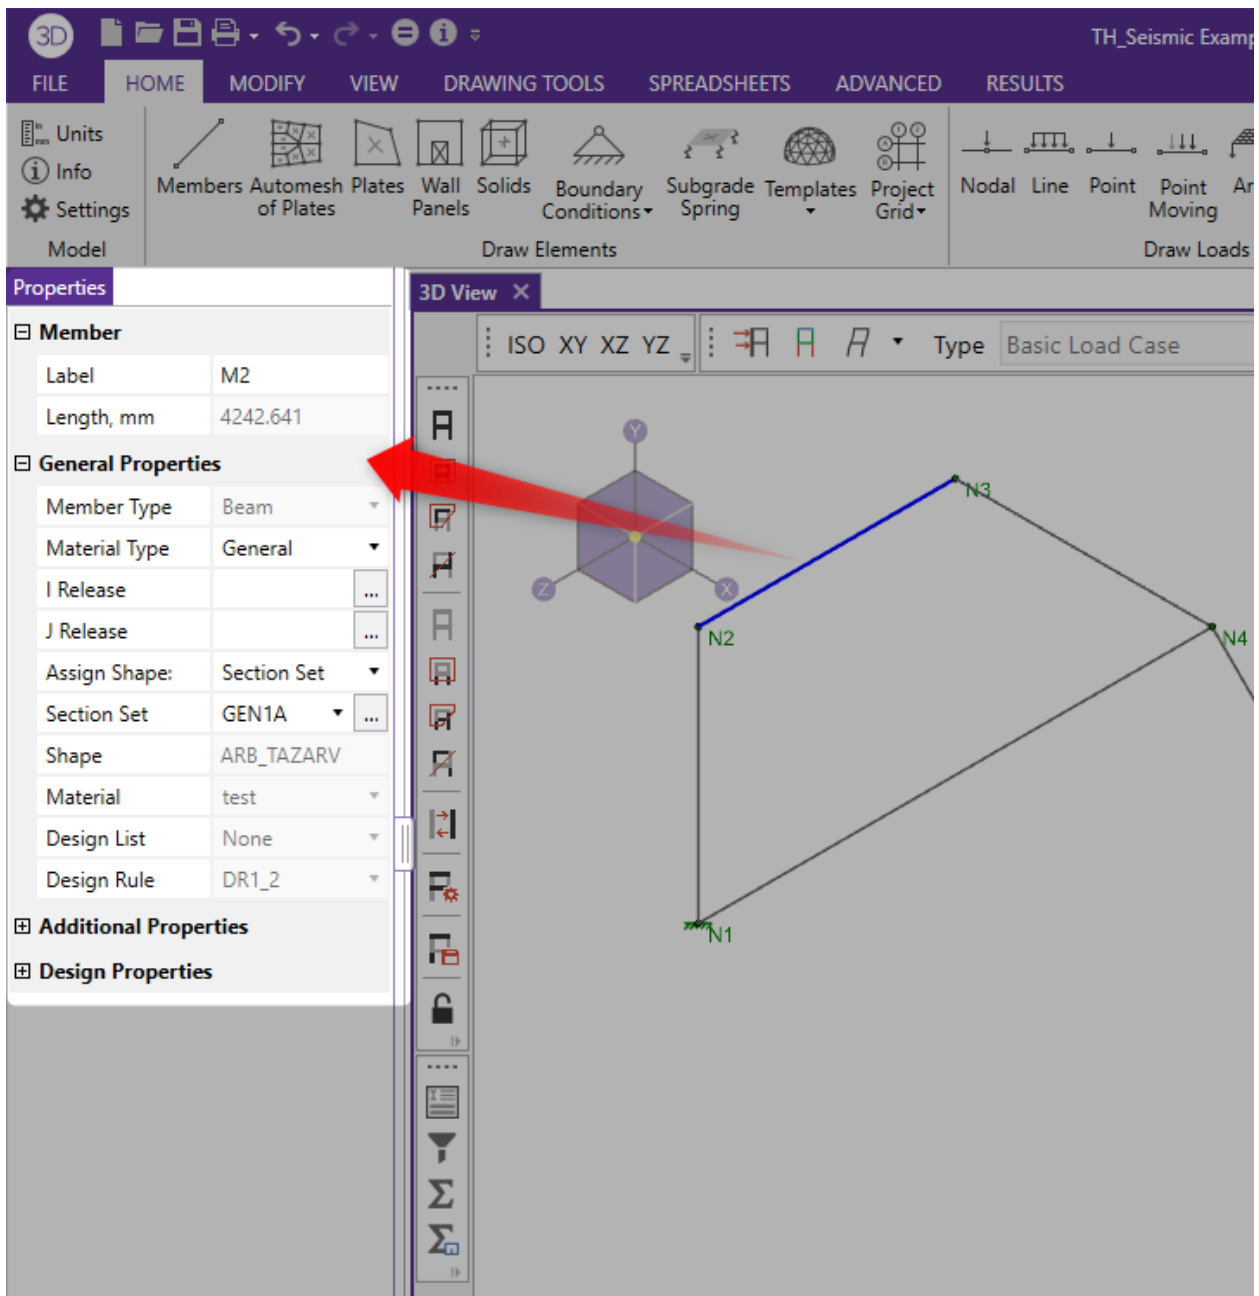 3D
TH_Seismic Examp
FILE HOME MODIFY VIEW DRAWING TOOLS SPREADSHEETS ADVANCED RESULTS
Units
Info
Settings
Model
Members Automesh of Plates Plates Wall Panels Solids Boundary Conditions Subgrade Spring Templates Project Grid
Draw Elements
Nodal Line Point Point Moving Ar
Draw Loads
Properties
Member
Label M2
Length, mm 4242.641
General Properties
Member Type Beam
Material Type General
I Release ...
J Release ...
Assign Shape: Section Set
Section Set GEN1A ...
Shape ARB_TAZARV
Material test
Design List None
Design Rule DR1_2
Additional Properties
Design Properties
3D View
ISO XY XZ YZ Type Basic Load Case
Y
Z
X
N3
N2
N4
N1